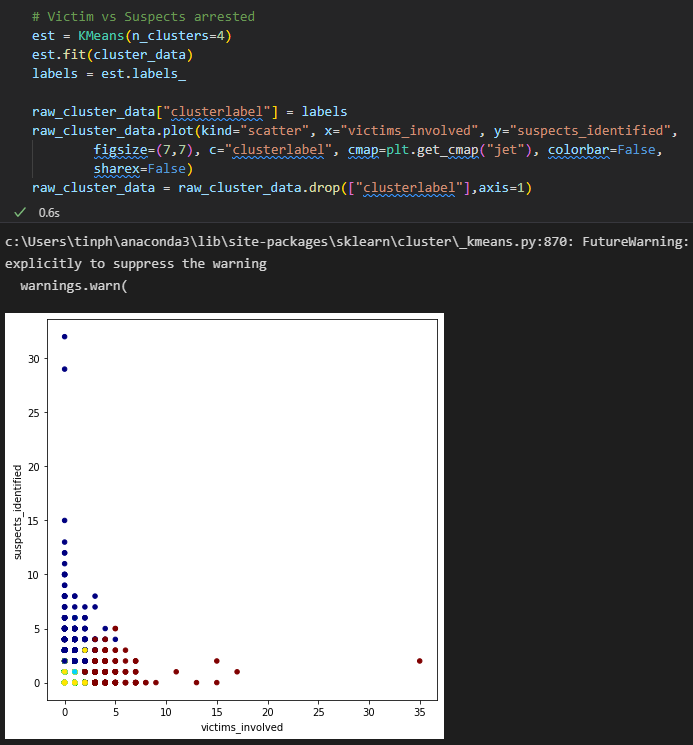 # Victim vs Suspects arrested
est = KMeans(n_clusters=4)
est.fit(cluster_data)
labels = est.labels_
raw_cluster_data["clusterlabel"] = labels
raw_cluster_data.plot(kind="scatter", x="victims_involved", y="suspects_identified",
figsize=(7,7), c="clusterlabel", cmap=plt.get_cmap("jet"), colorbar=False,
sharex=False)
raw_cluster_data = raw_cluster_data.drop(["clusterlabel"],axis=1)
✓ 0.6s
c:\Users\tinph\anaconda3\lib\site-packages\sklearn\cluster\_kmeans.py:870: FutureWarning:
explicitly to suppress the warning
warnings.warn(
30
25
20
15
10
5
0
suspects_identified
0 5 10 15 20 25 30 35
victims_involved